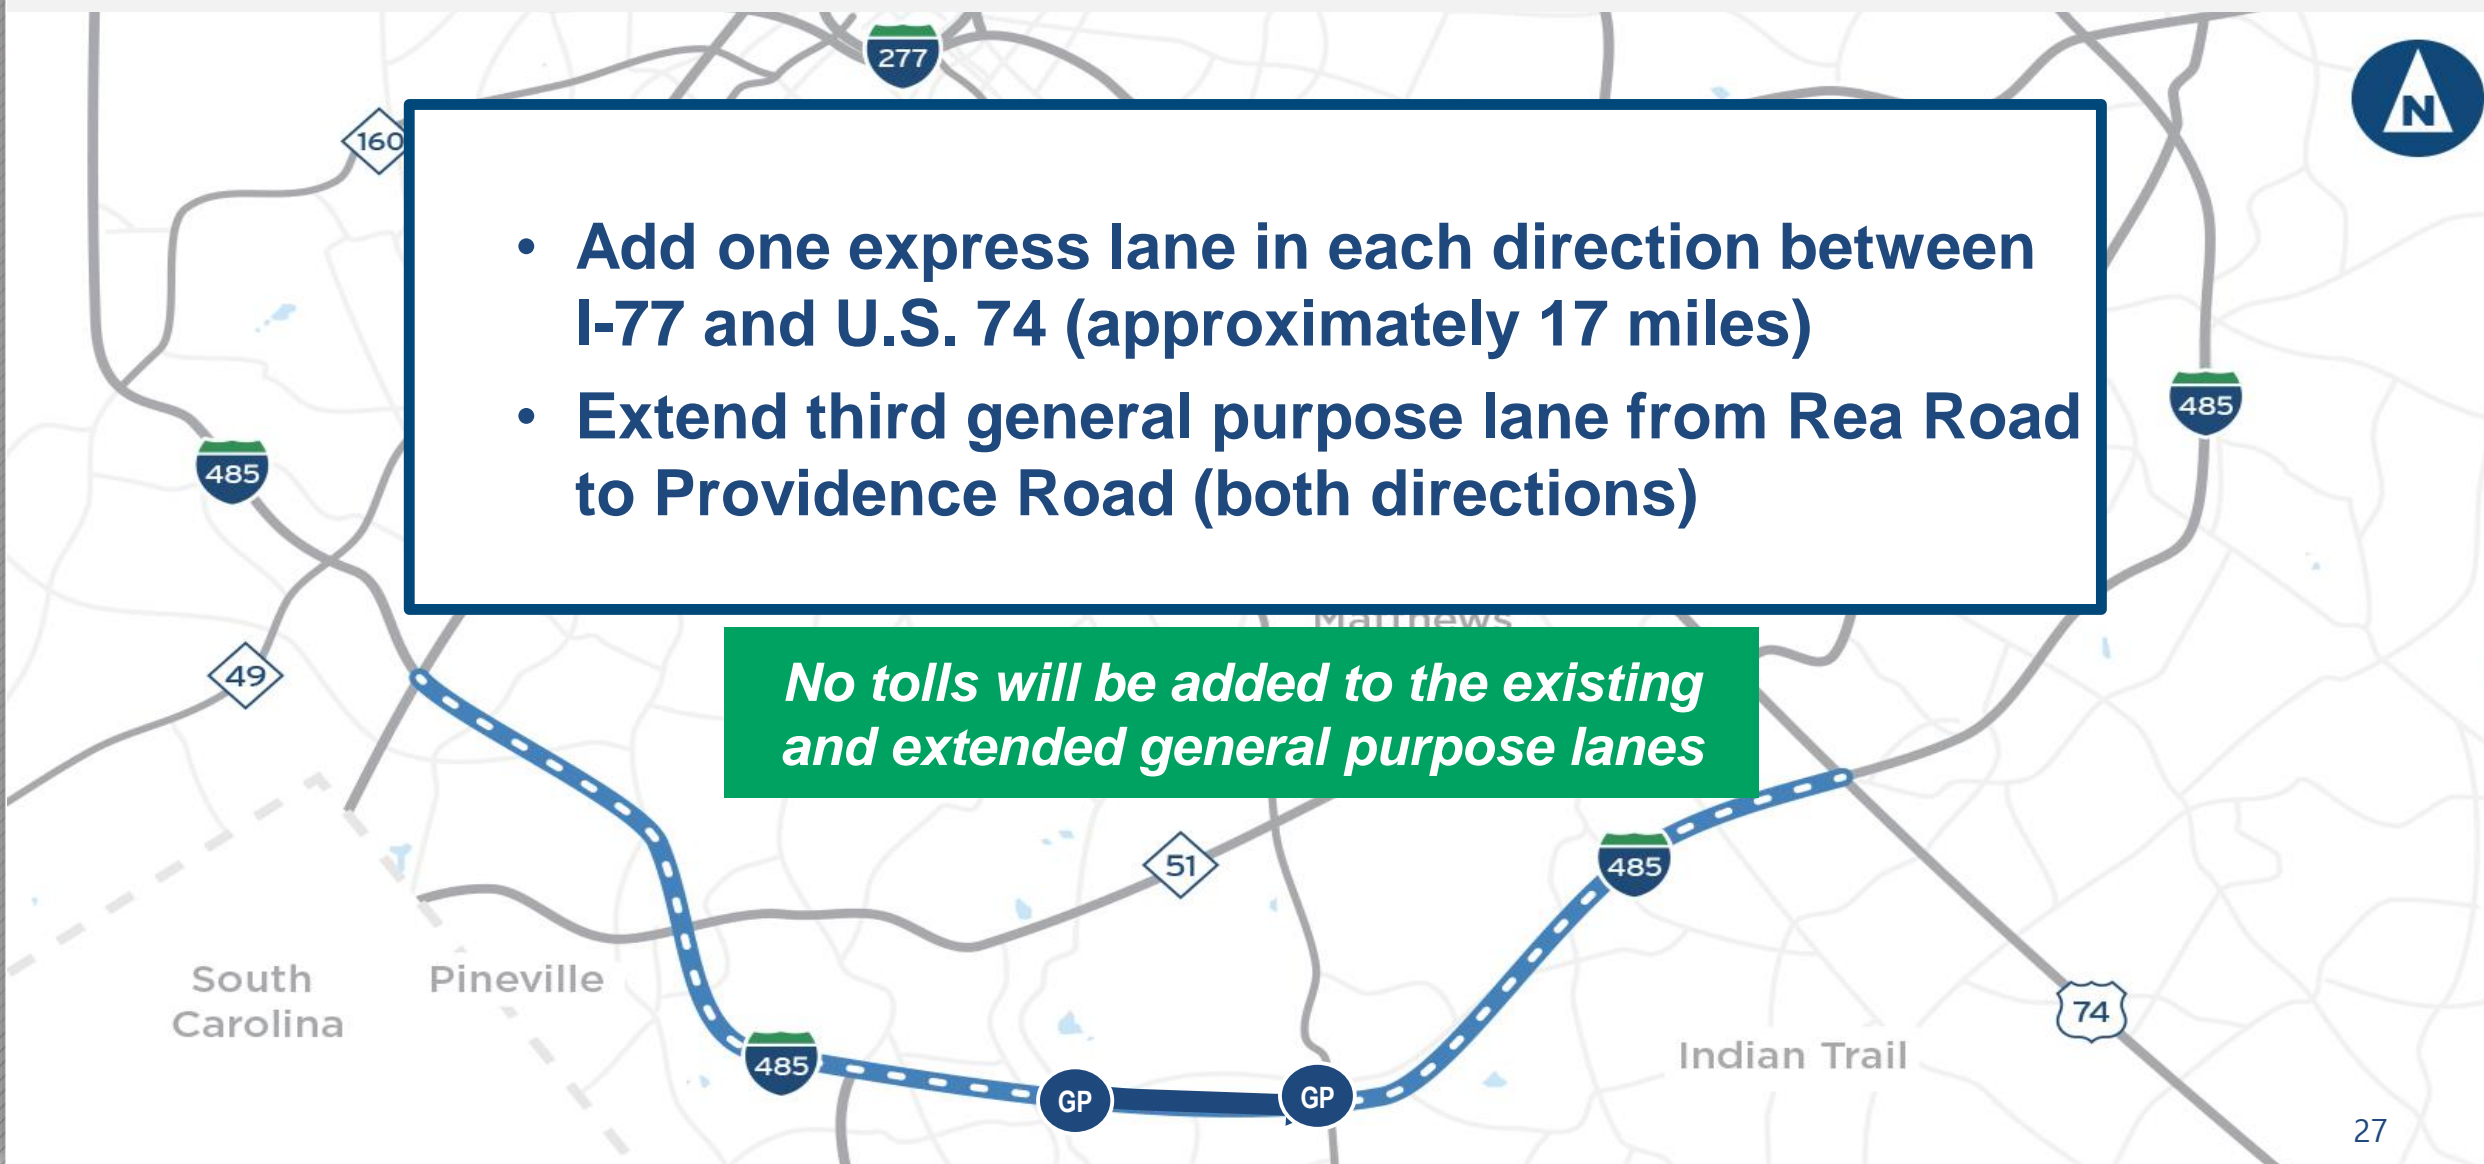 277
N
160
• Add one express lane in each direction between
I-77 and U.S. 74 (approximately 17 miles)
• Extend third general purpose lane from Rea Road
to Providence Road (both directions)
485
485
Matthews
No tolls will be added to the existing
and extended general purpose lanes
49
51
485
South
Carolina
Pineville
74
Indian Trail
485
GP
GP
27